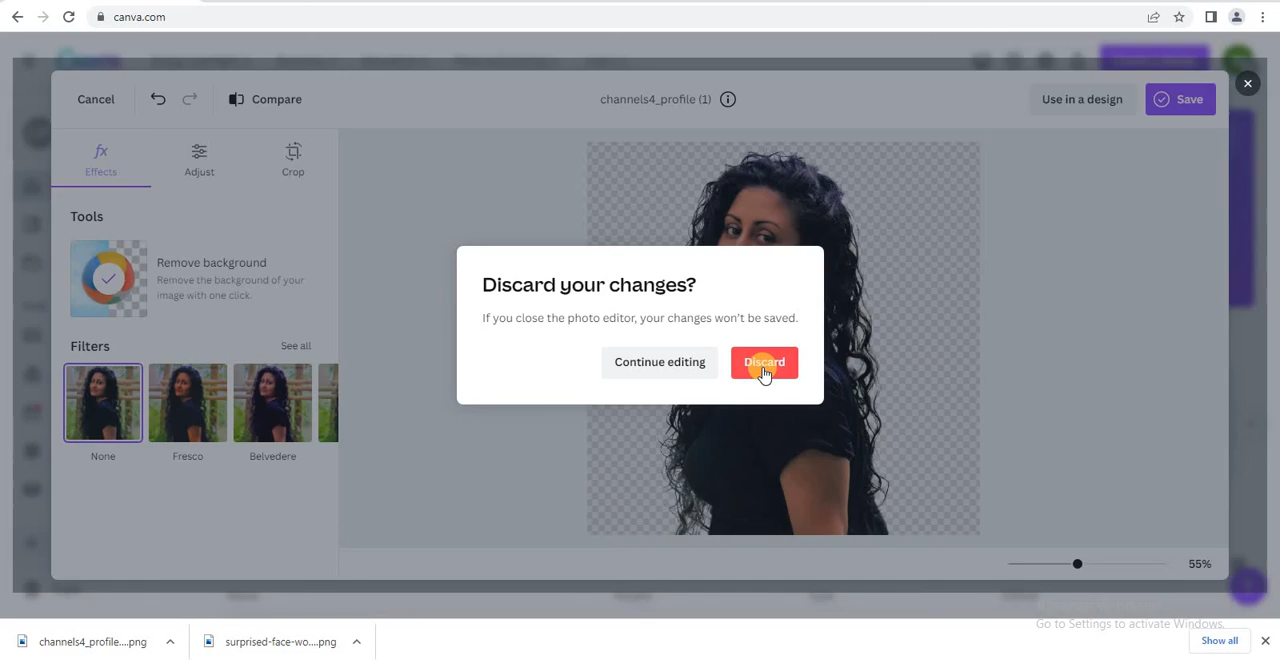 canva.com
Cancel
Compare
channels4_profile (1)
Use in a design
Save
Effects
Adjust
Crop
Tools
Remove background
Remove the background of your
image with one click.
Filters
See all
None
Fresco
Belvedere
Discard your changes?
If you close the photo editor, your changes won't be saved.
Continue editing
Discard
55%
Go to Settings to activate Windows.
channels4_profile....png
surprised-face-wo....png
Show all